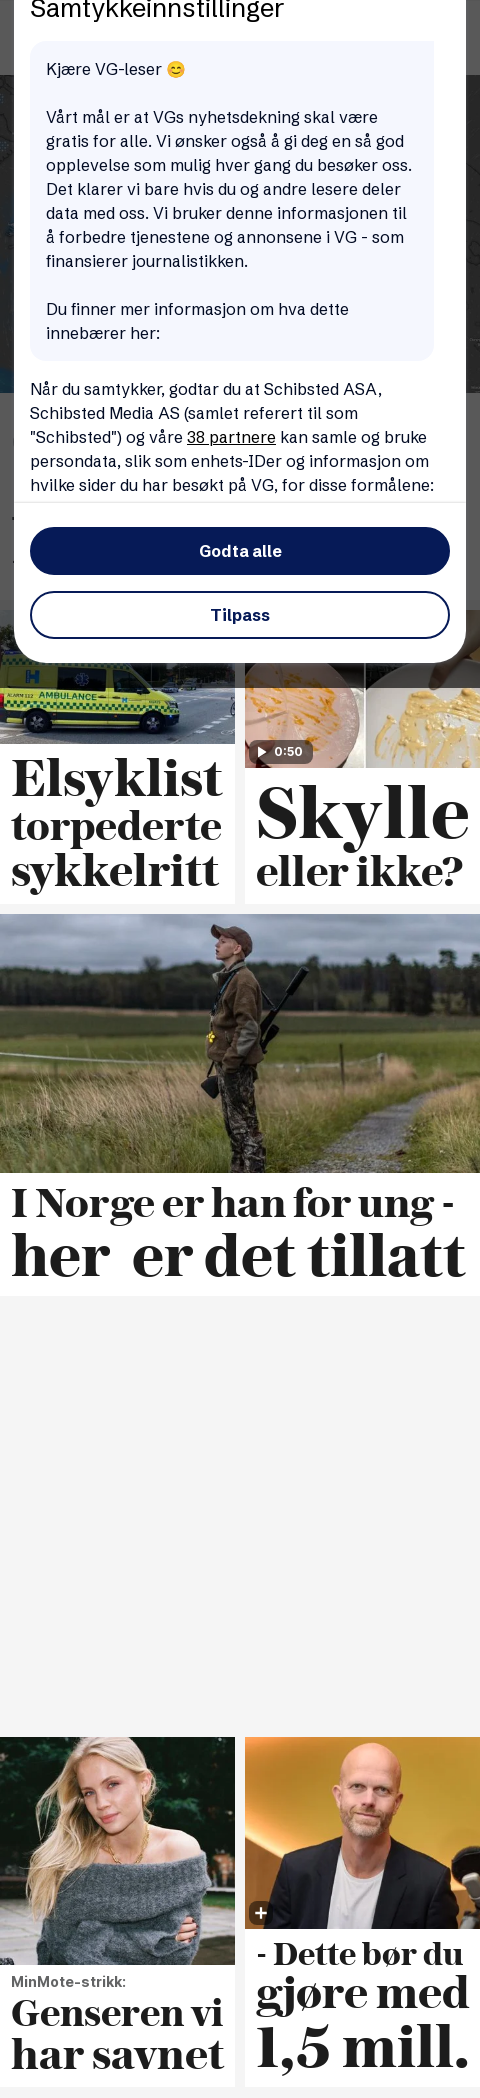 Samtykkeinnstillinger
Kjære VG-leser 😊
Vårt mål er at VGs nyhetsdekning skal være
gratis for alle. Vi ønsker også å gi deg en så god
opplevelse som mulig hver gang du besøker oss.
Det klarer vi bare hvis du og andre lesere deler
data med oss. Vi bruker denne informasjonen til
å forbedre tjenestene og annonsene i VG - som
finansierer journalistikken.
Du finner mer informasjon om hva dette
innebærer her:
Når du samtykker, godtar du at Schibsted ASA,
Schibsted Media AS (samlet referert til som
"Schibsted") og våre 38 partnere kan samle og bruke
persondata, slik som enhets-IDer og informasjon om
hvilke sider du har besøkt på VG, for disse formålene:
Godta alle
Tilpass
ALARM 112 AMBULANCE
0:50
Elsyklist
torpederte
sykkelritt
Skylle
eller ikke?
I Norge er han for ung -
her er det tillatt
MinMote-strikk:
Genseren vi
har savnet
- Dette bør du
gjøre med
1,5 mill.